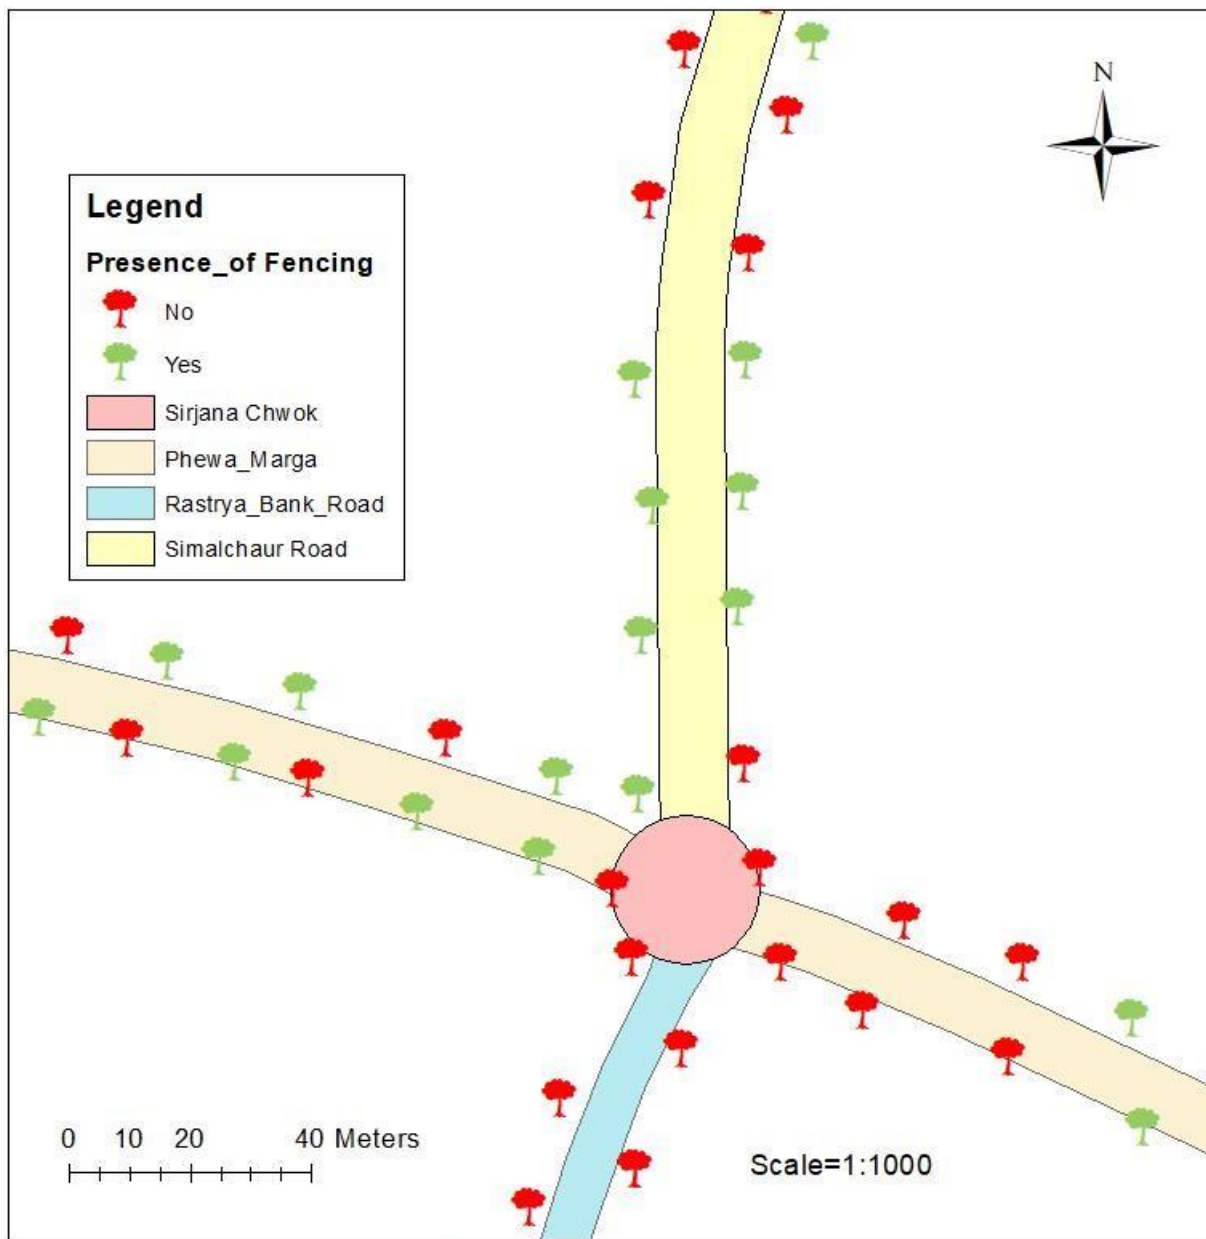 N
Legend
Presence_of Fencing
No
Yes
Sirjana Chwok
Phewa_Marga
Rastrya_Bank_Road
Simalchaur Road
0 10 20 40 Meters
Scale=1:1000